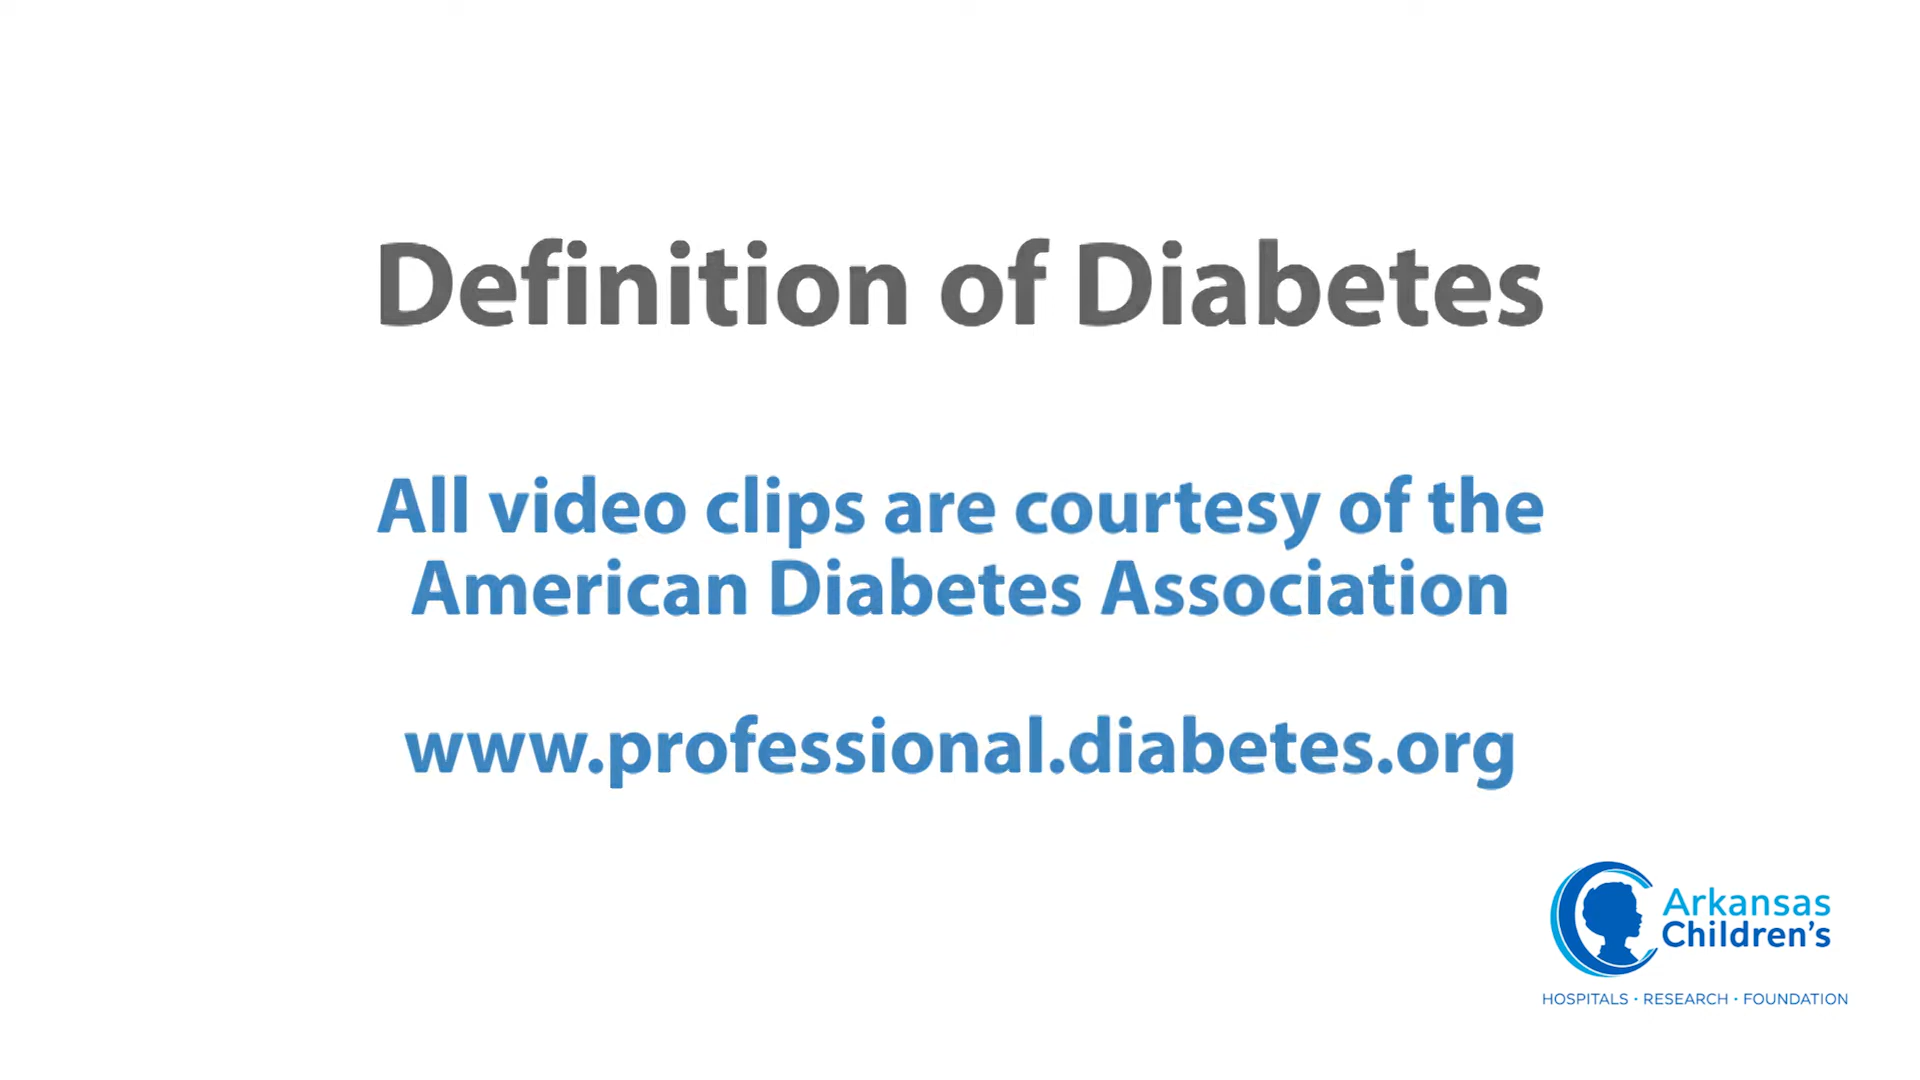 Definition of Diabetes
All video clips are courtesy of the
American Diabetes Association
www.professional.diabetes.org
Arkansas
Children's
HOSPITALS · RESEARCH · FOUNDATION